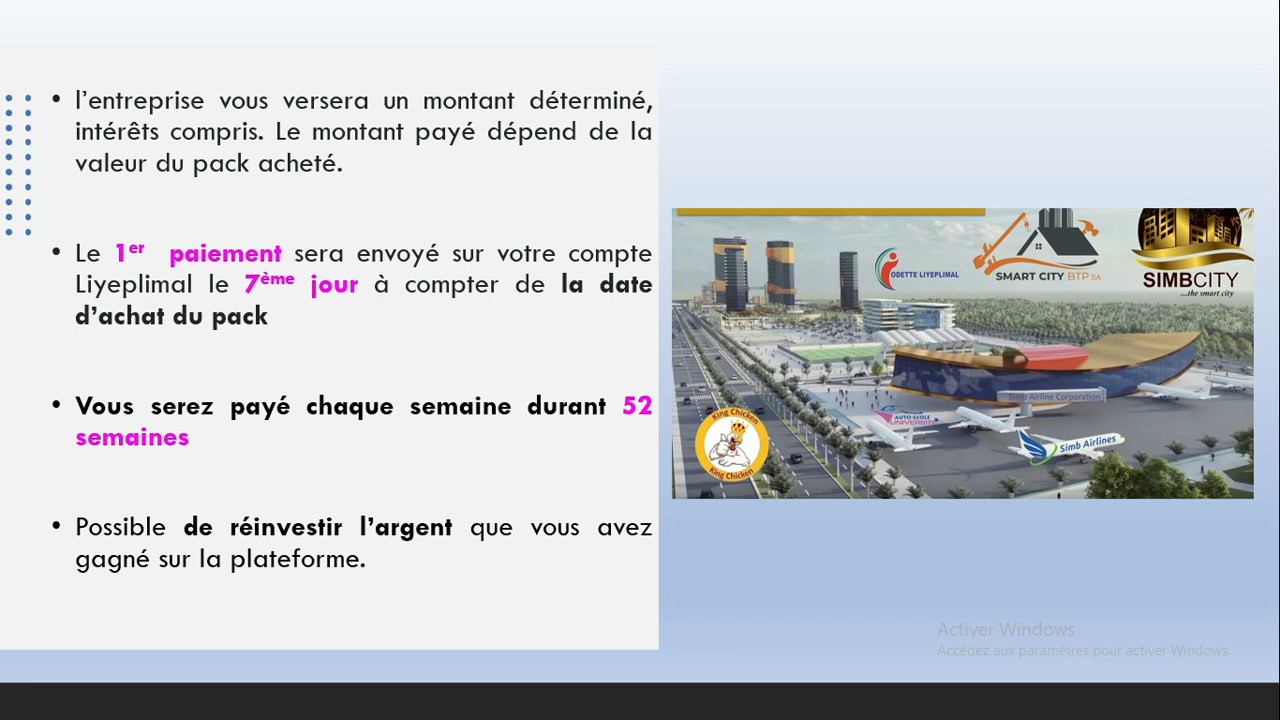 l'entreprise vous versera un montant déterminé,
intérêts compris. Le montant payé dépend de la
valeur du pack acheté.
Le 1er paiement sera envoyé sur votre compte
Liyeplimal le 7ème jour à compter de la date
d'achat du pack
Vous serez payé chaque semaine durant 52
semaines
Possible de réinvestir l'argent que vous avez
gagné sur la plateforme.
ODETTE LIYEPLIMAL
SMART CITY BTP SA
SIMBCITY
...the smart city
Simb Airline Corporation
AUTO-ECOLE
UNIVERSITE
Simb Airlines
King Chicken
King Chicken
Activer Windows
Accédez aux paramètres pour activer Windows.